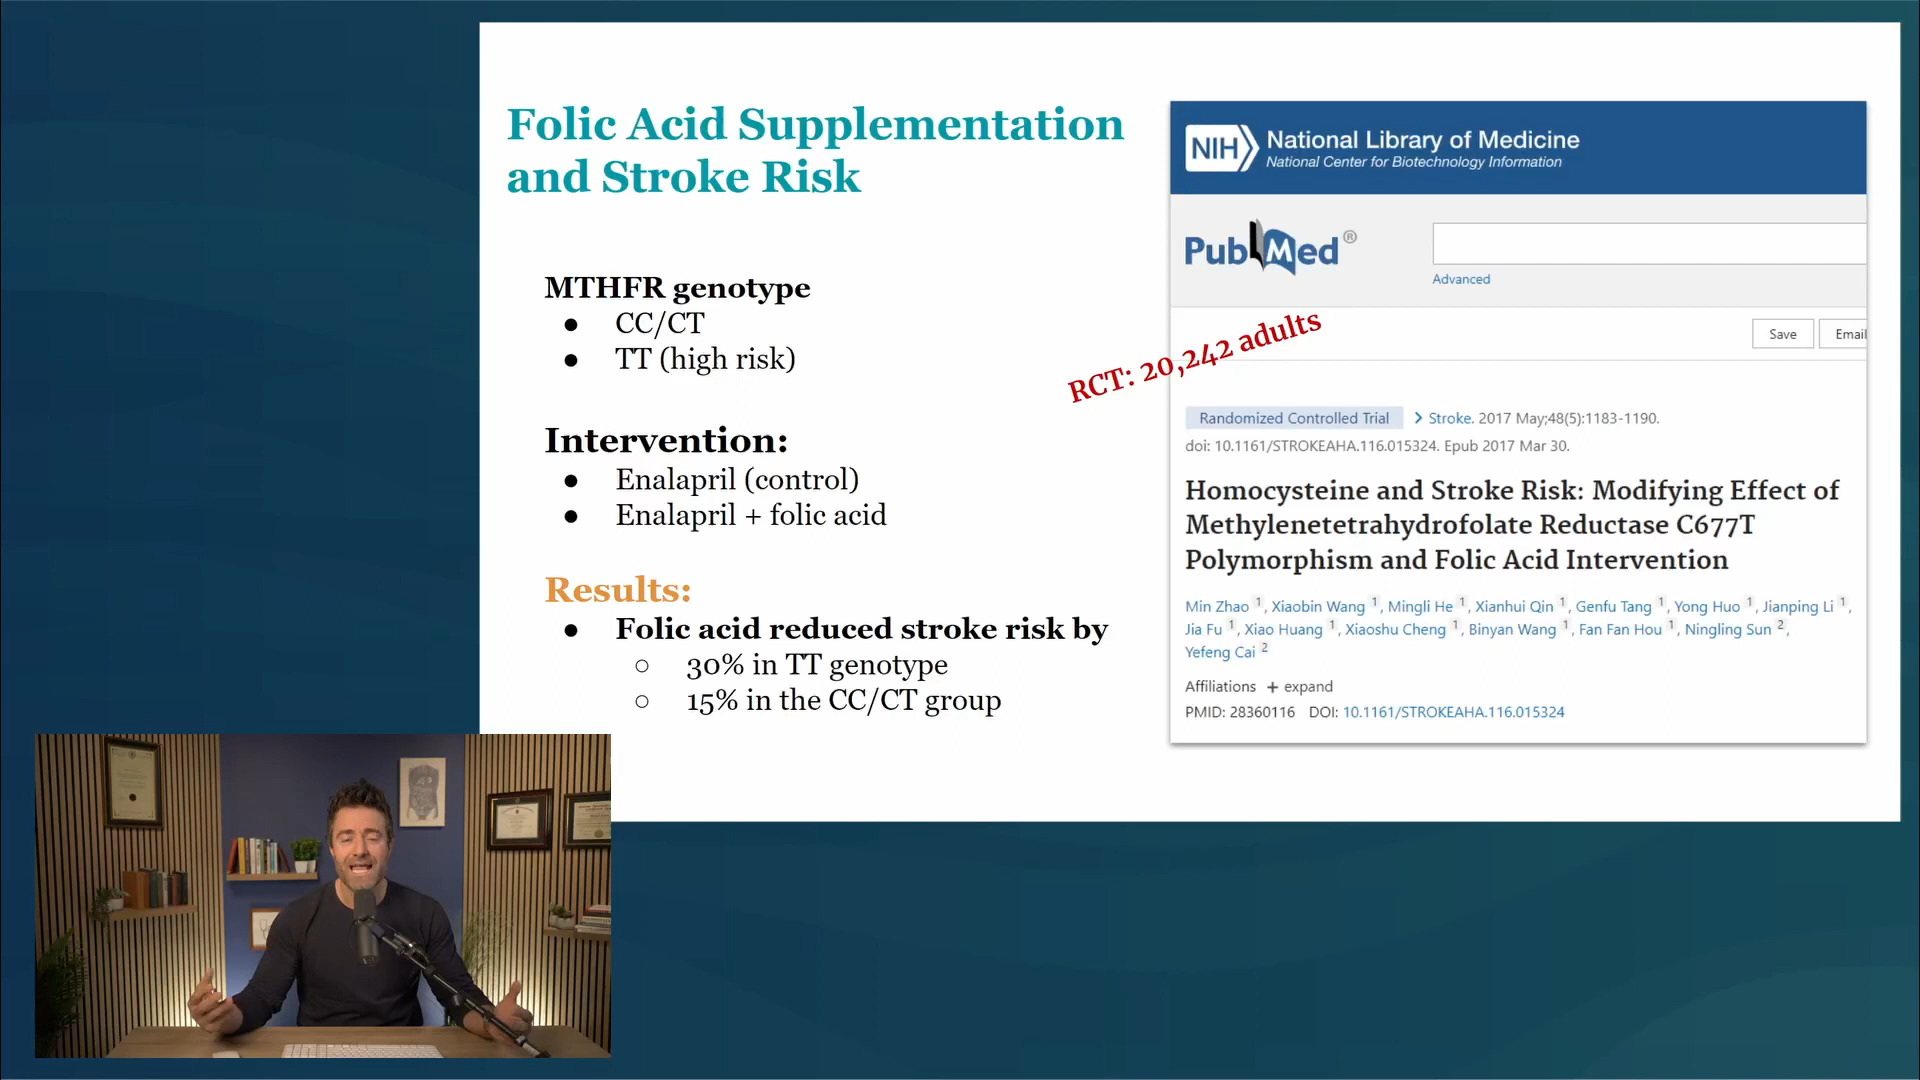 Folic Acid Supplementation
and Stroke Risk
MTHFR genotype
● CC/CT
● TT (high risk)
Intervention:
● Enalapril (control)
● Enalapril + folic acid
Results:
● Folic acid reduced stroke risk by
○ 30% in TT genotype
○ 15% in the CC/CT group
RCT: 20,242 adults
NIH National Library of Medicine
National Center for Biotechnology Information
PubMed®
Advanced
Save Email
Randomized Controlled Trial > Stroke. 2017 May;48(5):1183-1190.
doi: 10.1161/STROKEAHA.116.015324. Epub 2017 Mar 30.
Homocysteine and Stroke Risk: Modifying Effect of
Methylenetetrahydrofolate Reductase C677T
Polymorphism and Folic Acid Intervention
Min Zhao 1, Xiaobin Wang 1, Mingli He 1, Xianhui Qin 1, Genfu Tang 1, Yong Huo 1, Jianping Li 1,
Jia Fu 1, Xiao Huang 1, Xiaoshu Cheng 1, Binyan Wang 1, Fan Fan Hou 1, Ningling Sun 2,
Yefeng Cai 2
Affiliations + expand
PMID: 28360116 DOI: 10.1161/STROKEAHA.116.015324